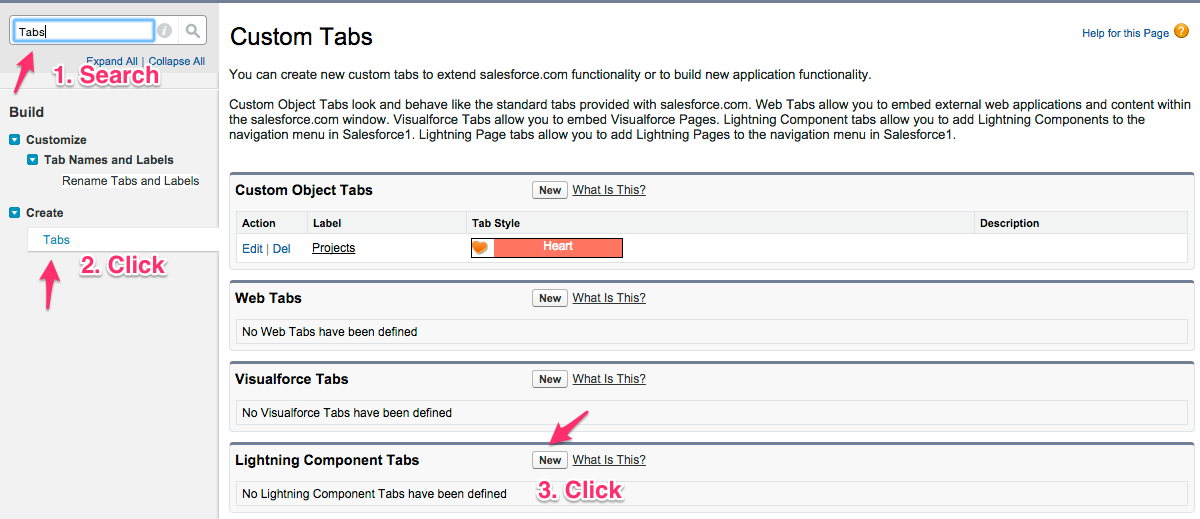 Tabs
Expand All | Collapse All
1. Search
Build
Customize
Tab Names and Labels
Rename Tabs and Labels
Create
Tabs
2. Click
Custom Tabs
Help for this Page ?
You can create new custom tabs to extend salesforce.com functionality or to build new application functionality.
Custom Object Tabs look and behave like the standard tabs provided with salesforce.com. Web Tabs allow you to embed external web applications and content within
the salesforce.com window. Visualforce Tabs allow you to embed Visualforce Pages. Lightning Component tabs allow you to add Lightning Components to the
navigation menu in Salesforce1. Lightning Page tabs allow you to add Lightning Pages to the navigation menu in Salesforce1.
Custom Object Tabs New What Is This?
Action Label Tab Style Description
Edit | Del Projects Heart
Web Tabs New What Is This?
No Web Tabs have been defined
Visualforce Tabs New What Is This?
No Visualforce Tabs have been defined
Lightning Component Tabs New What Is This?
No Lightning Component Tabs have been defined
3. Click